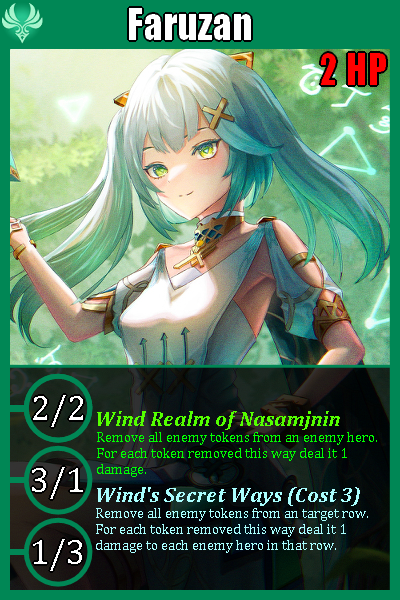 Faruzan
2 HP
2/2
3/1
1/3
Wind Realm of Nasamjnin
Remove all enemy tokens from an enemy hero.
For each token removed this way deal it 1
damage.
Wind's Secret Ways (Cost 3)
Remove all enemy tokens from an target row.
For each token removed this way deal 1
damage to each enemy hero in that row.